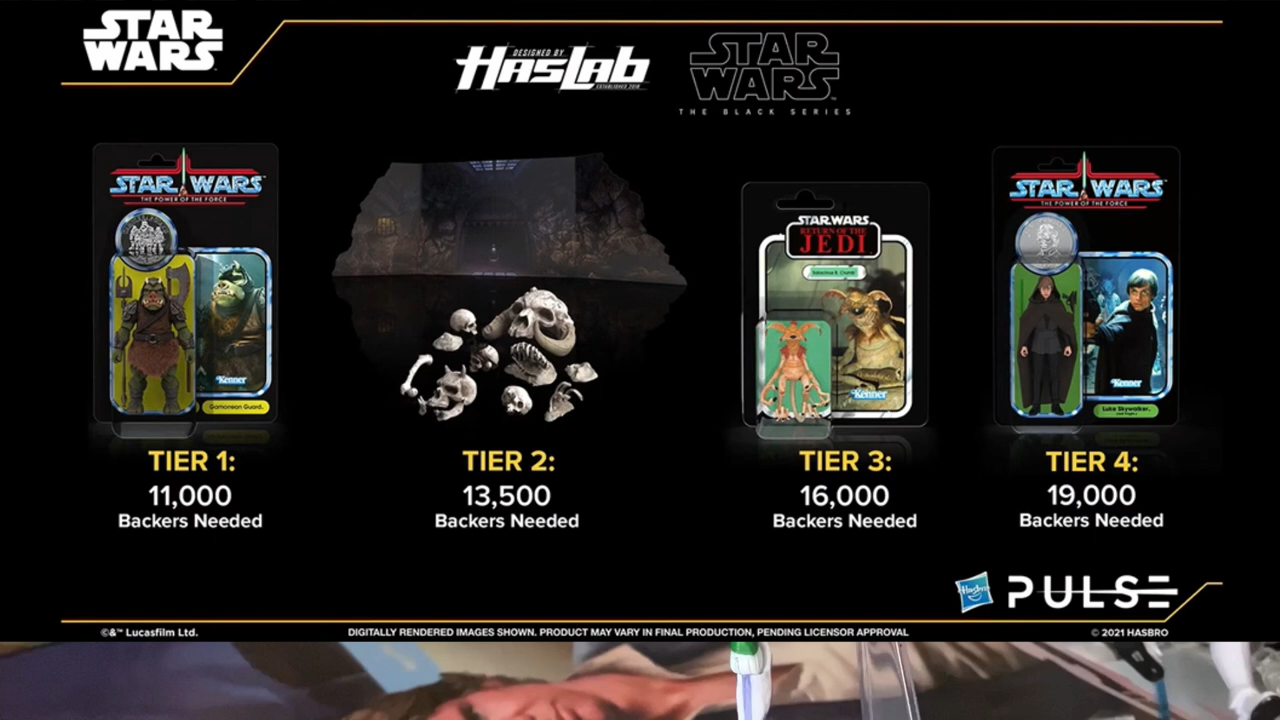 STAR
WARS
DESIGNED BY
HASLAB
ESTABLISHED 2018
STAR
WARS
THE BLACK SERIES
STAR WARS
THE POWER OF THE FORCE
Kenner
Gamorrean Guard
TIER 1:
11,000
Backers Needed
TIER 2:
13,500
Backers Needed
STAR WARS
RETURN OF THE
JEDI
Salacious B. Crumb
Kenner
TIER 3:
16,000
Backers Needed
STAR WARS
THE POWER OF THE FORCE
Kenner
Luke Skywalker
TIER 4:
19,000
Backers Needed
Hasbro
PULSE
©&™ Lucasfilm Ltd.
DIGITALLY RENDERED IMAGES SHOWN. PRODUCT MAY VARY IN FINAL PRODUCTION, PENDING LICENSOR APPROVAL
© 2021 HASBRO